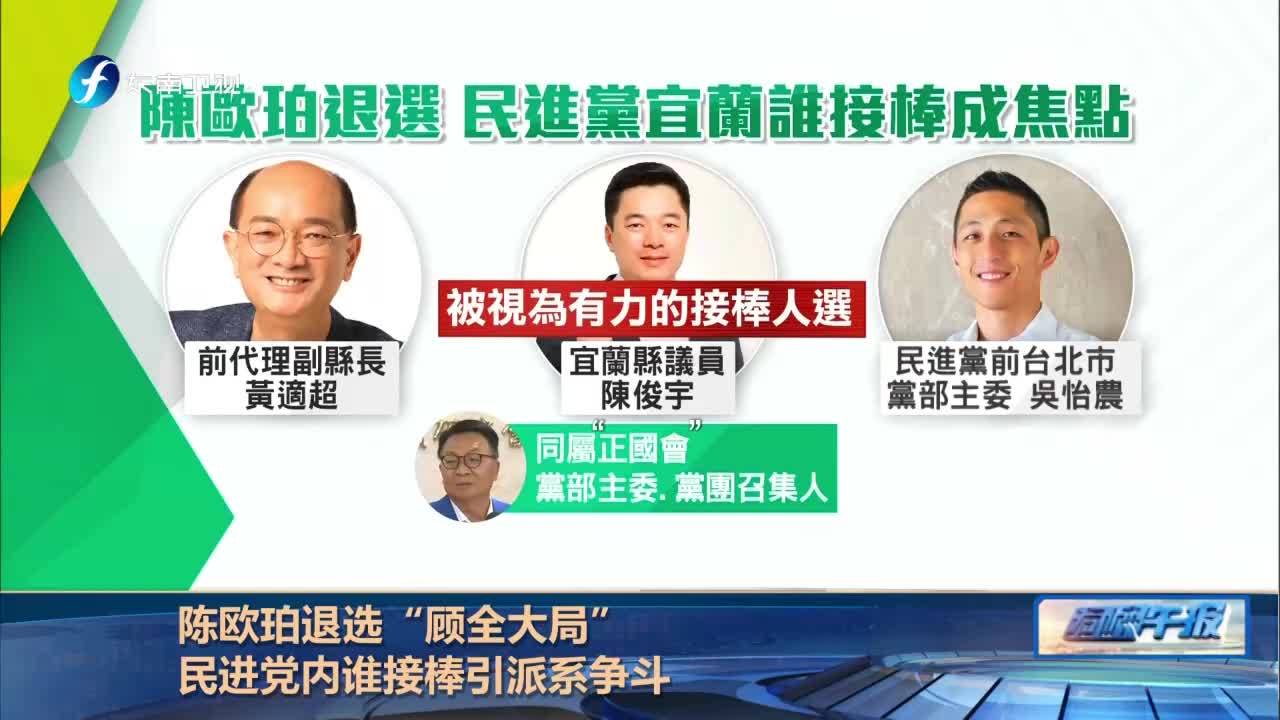 东南卫视
陳歐珀退選 民進黨宜蘭誰接棒成焦點
被視為有力的接棒人選
前代理副縣長
黃適超
宜蘭縣議員
陳俊宇
民進黨前台北市
黨部主委 吳怡農
同屬“正國會”
黨部主委.黨團召集人
陈欧珀退选“顾全大局”
民进党内谁接棒引派系争斗
海峡午报